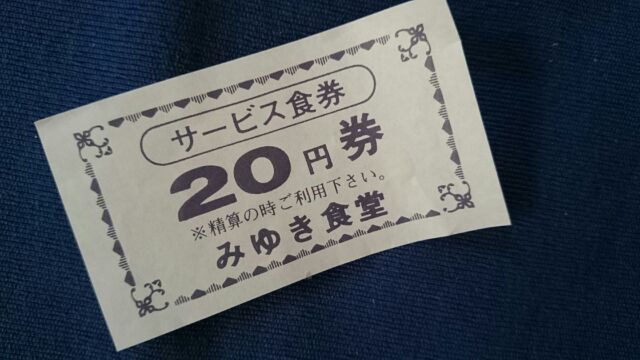 サービス食券
20円券
※精算の時ご利用下さい。
みゆき食堂